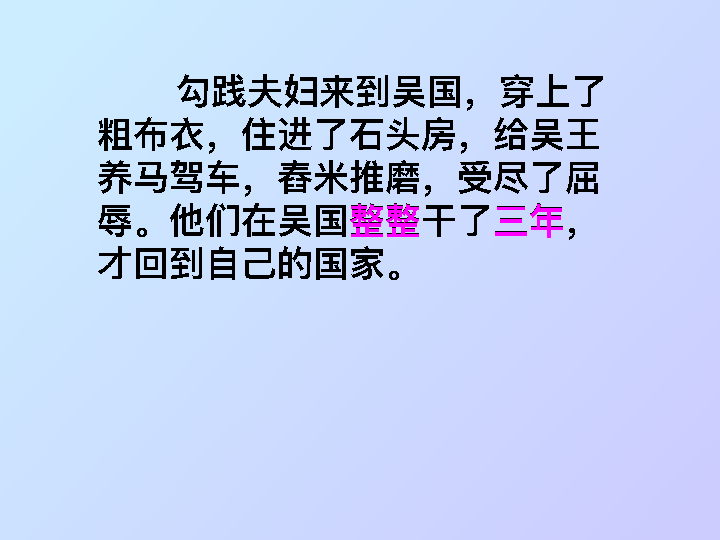 勾践夫妇来到吴国，穿上了
粗布衣，住进了石头房，给吴王
养马驾车，舂米推磨，受尽了屈
辱。他们在吴国整整干了三年，
才回到自己的国家。